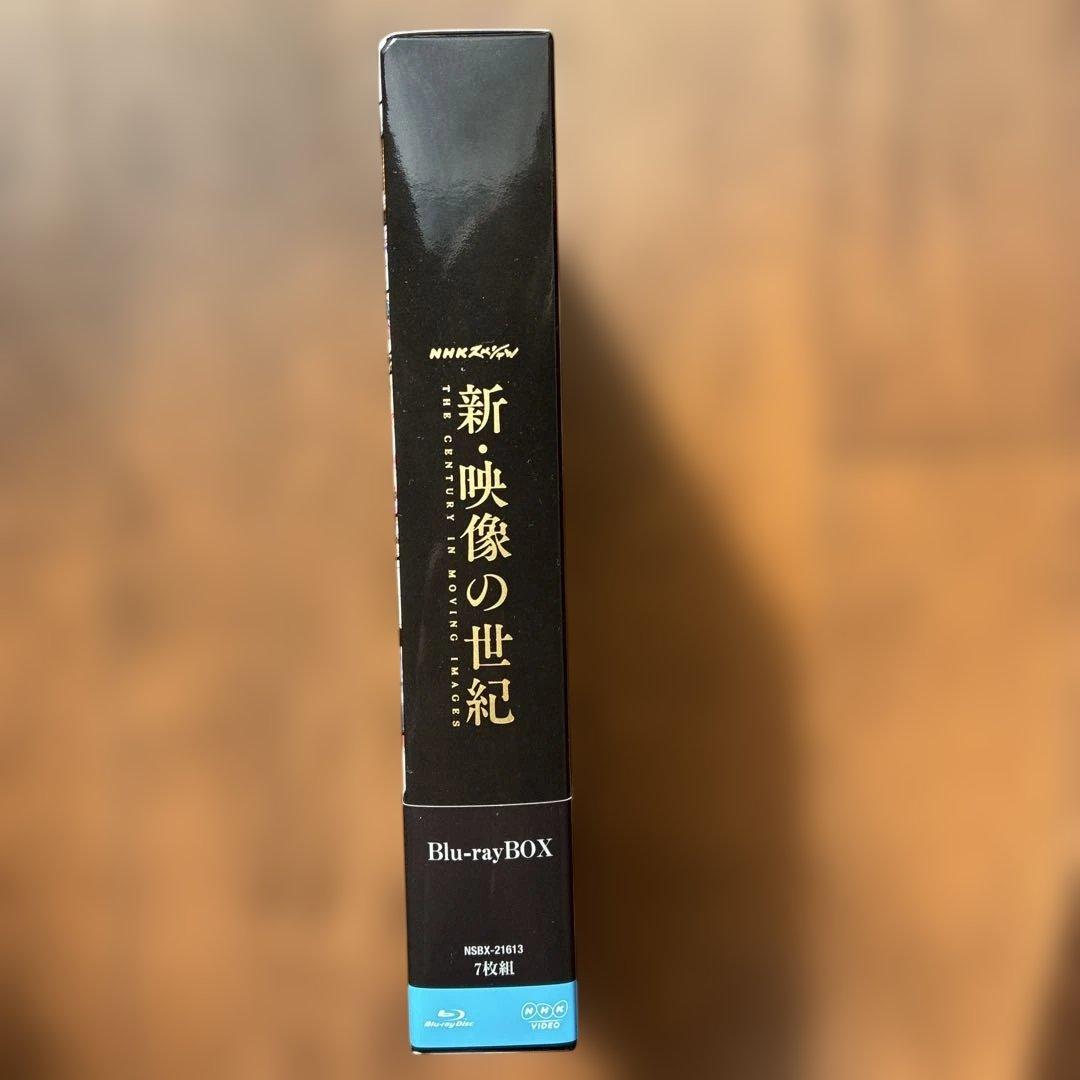 NHKスペシャル
新・映像の世紀
THE CENTURY IN MOVING IMAGES
Blu-rayBOX
NSBX-21613
7枚組
Blu-ray Disc
NHK
VIDEO